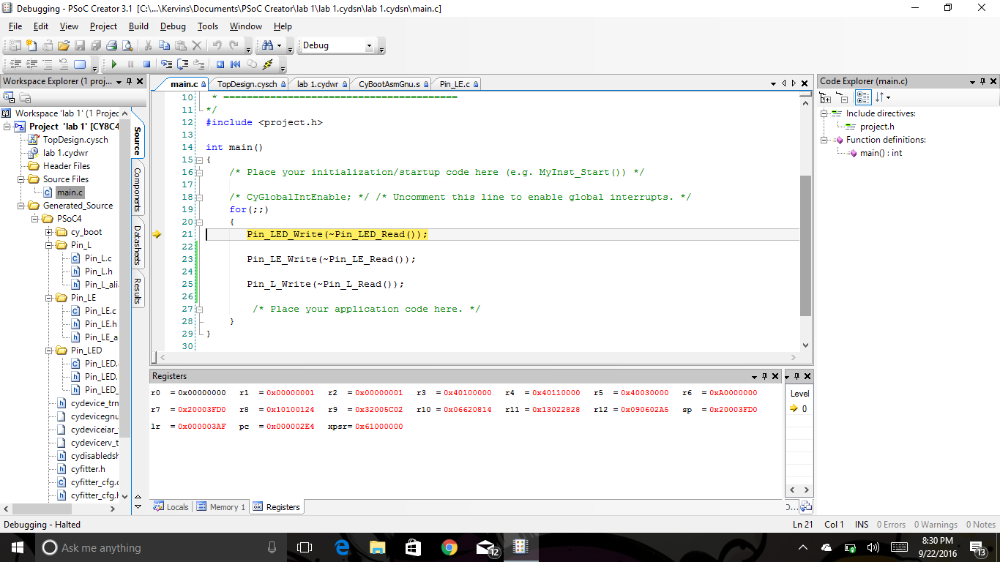 Debugging - PSoC Creator 3.1 [C:\...\Kervins\Documents\PSoC Creator\lab 1\lab 1.cydsn\lab 1.cydsn\main.c]
File Edit View Project Build Debug Tools Window Help
Debug
Workspace Explorer (1 proj...
Workspace 'lab 1' (1 Projec
Project 'lab 1' [CY8C4
TopDesign.cysch
lab 1.cydwr
Header Files
Source Files
main.c
Generated_Source
PSoC4
cy_boot
Pin_L
Pin_L.c
Pin_L.h
Pin_L_ali
Pin_LE
Pin_LE.c
Pin_LE.h
Pin_LE_a
Pin_LED
Pin_LED.
Pin_LED.
Pin_LED_
cydevice_trm
cydevicegnu
cydeviceiar_
cydevicerv_t
cydisabledsh
cyfitter.h
cyfitter_cfg.c
cyfitter_cfg.h
Source
Components
Datasheets
Results
main.c TopDesign.cysch lab 1.cydwr CyBootAsmGnu.s Pin_LE.c
10 * ========================================
11 */
12 #include <project.h>
13
14 int main()
15 {
16 /* Place your initialization/startup code here (e.g. MyInst_Start()) */
17
18 /* CyGlobalIntEnable; */ /* Uncomment this line to enable global interrupts. */
19 for(;;)
20 {
21 Pin_LED_Write(~Pin_LED_Read());
22
23 Pin_LE_Write(~Pin_LE_Read());
24
25 Pin_L_Write(~Pin_L_Read());
26
27 /* Place your application code here. */
28 }
29 }
30
Registers
r0 = 0x00000000 r1 = 0x00000001 r2 = 0x00000001 r3 = 0x40100000 r4 = 0x40110000 r5 = 0x40030000 r6 = 0xA0000000
r7 = 0x20003FD0 r8 = 0x10100124 r9 = 0x32005C02 r10 = 0x06620814 r11 = 0x13022828 r12 = 0x090602A5 sp = 0x20003FD0
lr = 0x000003AF pc = 0x000002E4 xpsr= 0x61000000
Locals Memory 1 Registers
Level
0
Code Explorer (main.c)
Include directives:
project.h
Function definitions:
main() : int
Debugging - Halted
Ln 21 Col 1 INS 0 Errors 0 Warnings 0 Notes
Ask me anything
12
8:30 PM
9/22/2016
13